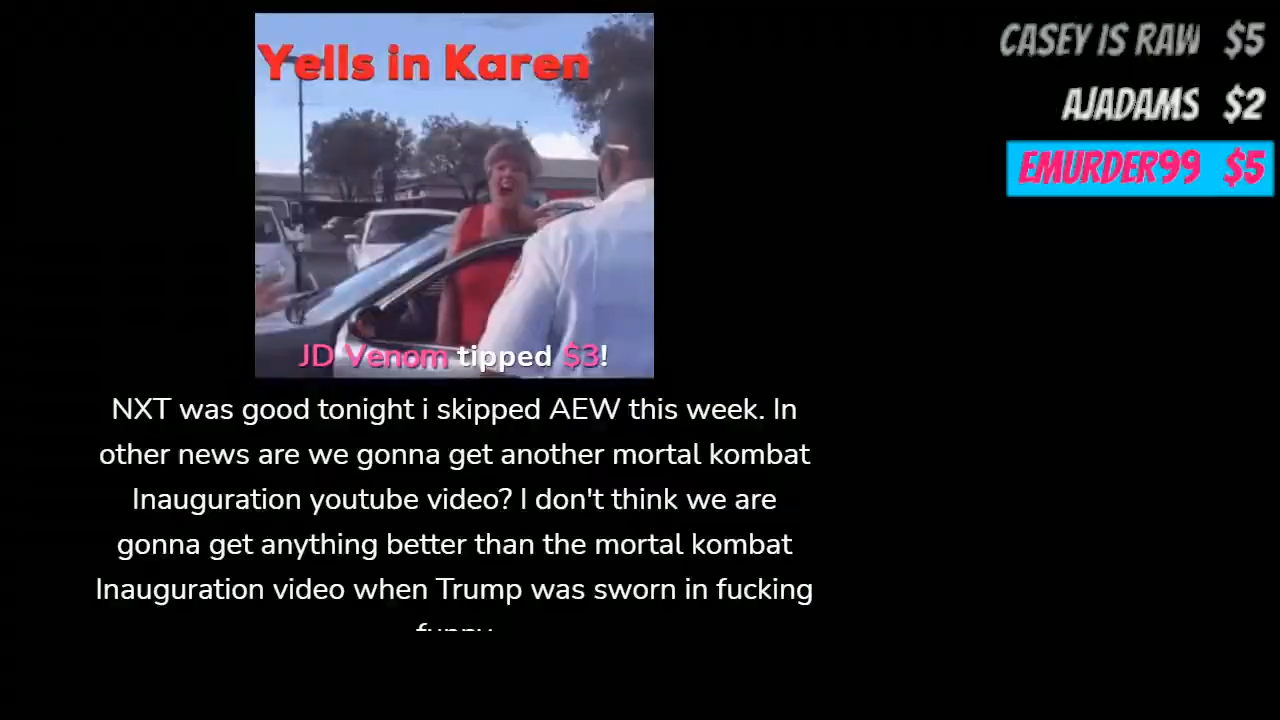 Yells in Karen
JD Venom tipped $3!
NXT was good tonight i skipped AEW this week. In
other news are we gonna get another mortal kombat
Inauguration youtube video? I don't think we are
gonna get anything better than the mortal kombat
Inauguration video when Trump was sworn in fucking
funny
CASEY IS RAW $5
AJADAMS $2
EMURDER99 $5